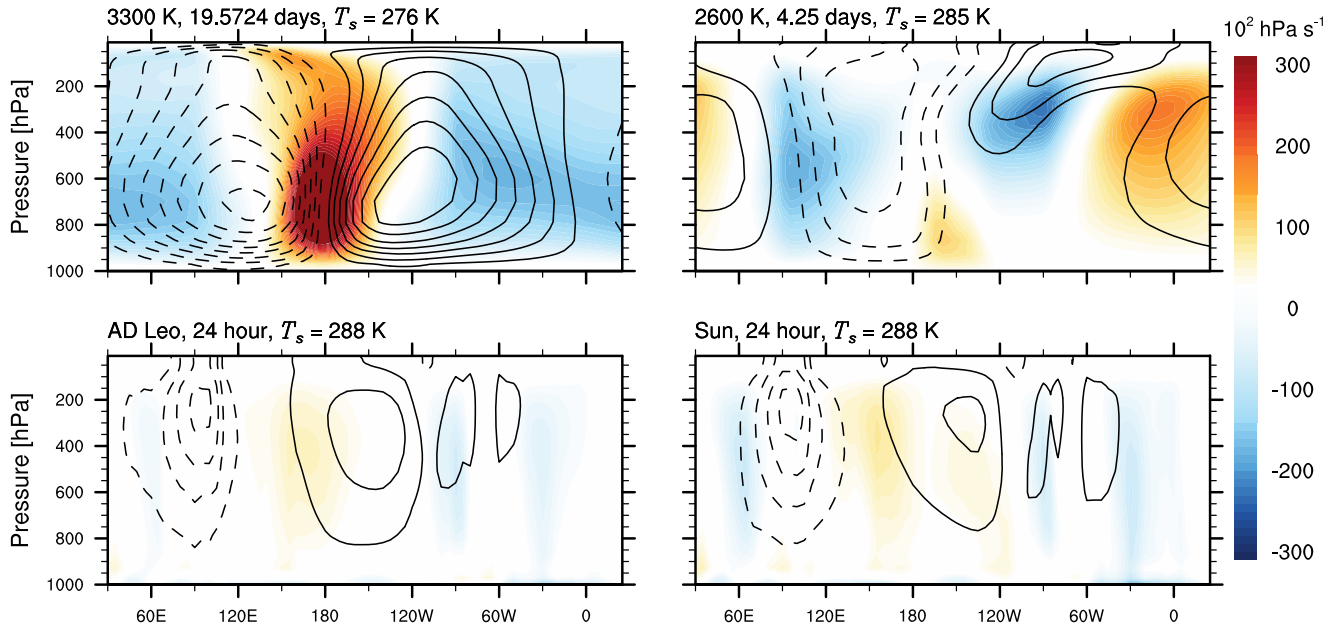 3300 K, 19.5724 days, Ts = 276 K
2600 K, 4.25 days, Ts = 285 K
10² hPa s⁻¹
Pressure [hPa]
200
400
600
800
1000
300
200
100
0
-100
-200
-300
AD Leo, 24 hour, Ts = 288 K
Sun, 24 hour, Ts = 288 K
Pressure [hPa]
200
400
600
800
1000
60E 120E 180 120W 60W 0
60E 120E 180 120W 60W 0